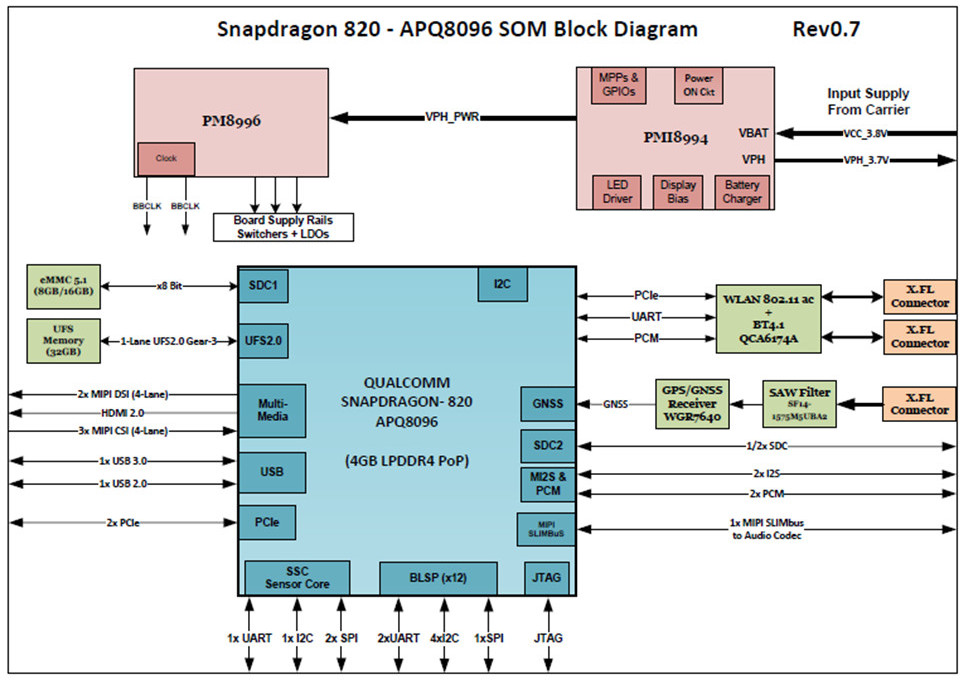 Snapdragon 820 - APQ8096 SOM Block Diagram
Rev0.7
PM8996
Clock
BBCLK
BBCLK
Board Supply Rails
Switchers + LDOs
VPH_PWR
MPPs &
GPIOs
Power
ON Ckt
PMI8994
VBAT
VPH
LED
Driver
Display
Bias
Battery
Charger
Input Supply
From Carrier
VCC_3.8V
VPH_3.7V
eMMC 5.1
(8GB/16GB)
x8 Bit
SDC1
UFS
Memory
(32GB)
1-Lane UFS2.0 Gear-3
UFS2.0
2x MIPI DSI (4-Lane)
HDMI 2.0
3x MIPI CSI (4-Lane)
Multi-
Media
1x USB 3.0
1x USB 2.0
USB
2x PCIe
PCIe
I2C
QUALCOMM
SNAPDRAGON- 820
APQ8096
(4GB LPDDR4 PoP)
PCIe
UART
PCM
WLAN 802.11 ac
+
BT4.1
QCA6174A
X.FL
Connector
X.FL
Connector
GNSS
GNSS
GPS/GNSS
Receiver
WGR7640
SAW Filter
SF14-
1575M5UBA2
X.FL
Connector
SDC2
1/2x SDC
MI2S &
PCM
2x I2S
2x PCM
MIPI
SLIMBuS
1x MIPI SLIMbus
to Audio Codec
SSC
Sensor Core
BLSP (x12)
JTAG
1x UART
1x I2C
2x SPI
2xUART
4xI2C
1xSPI
JTAG